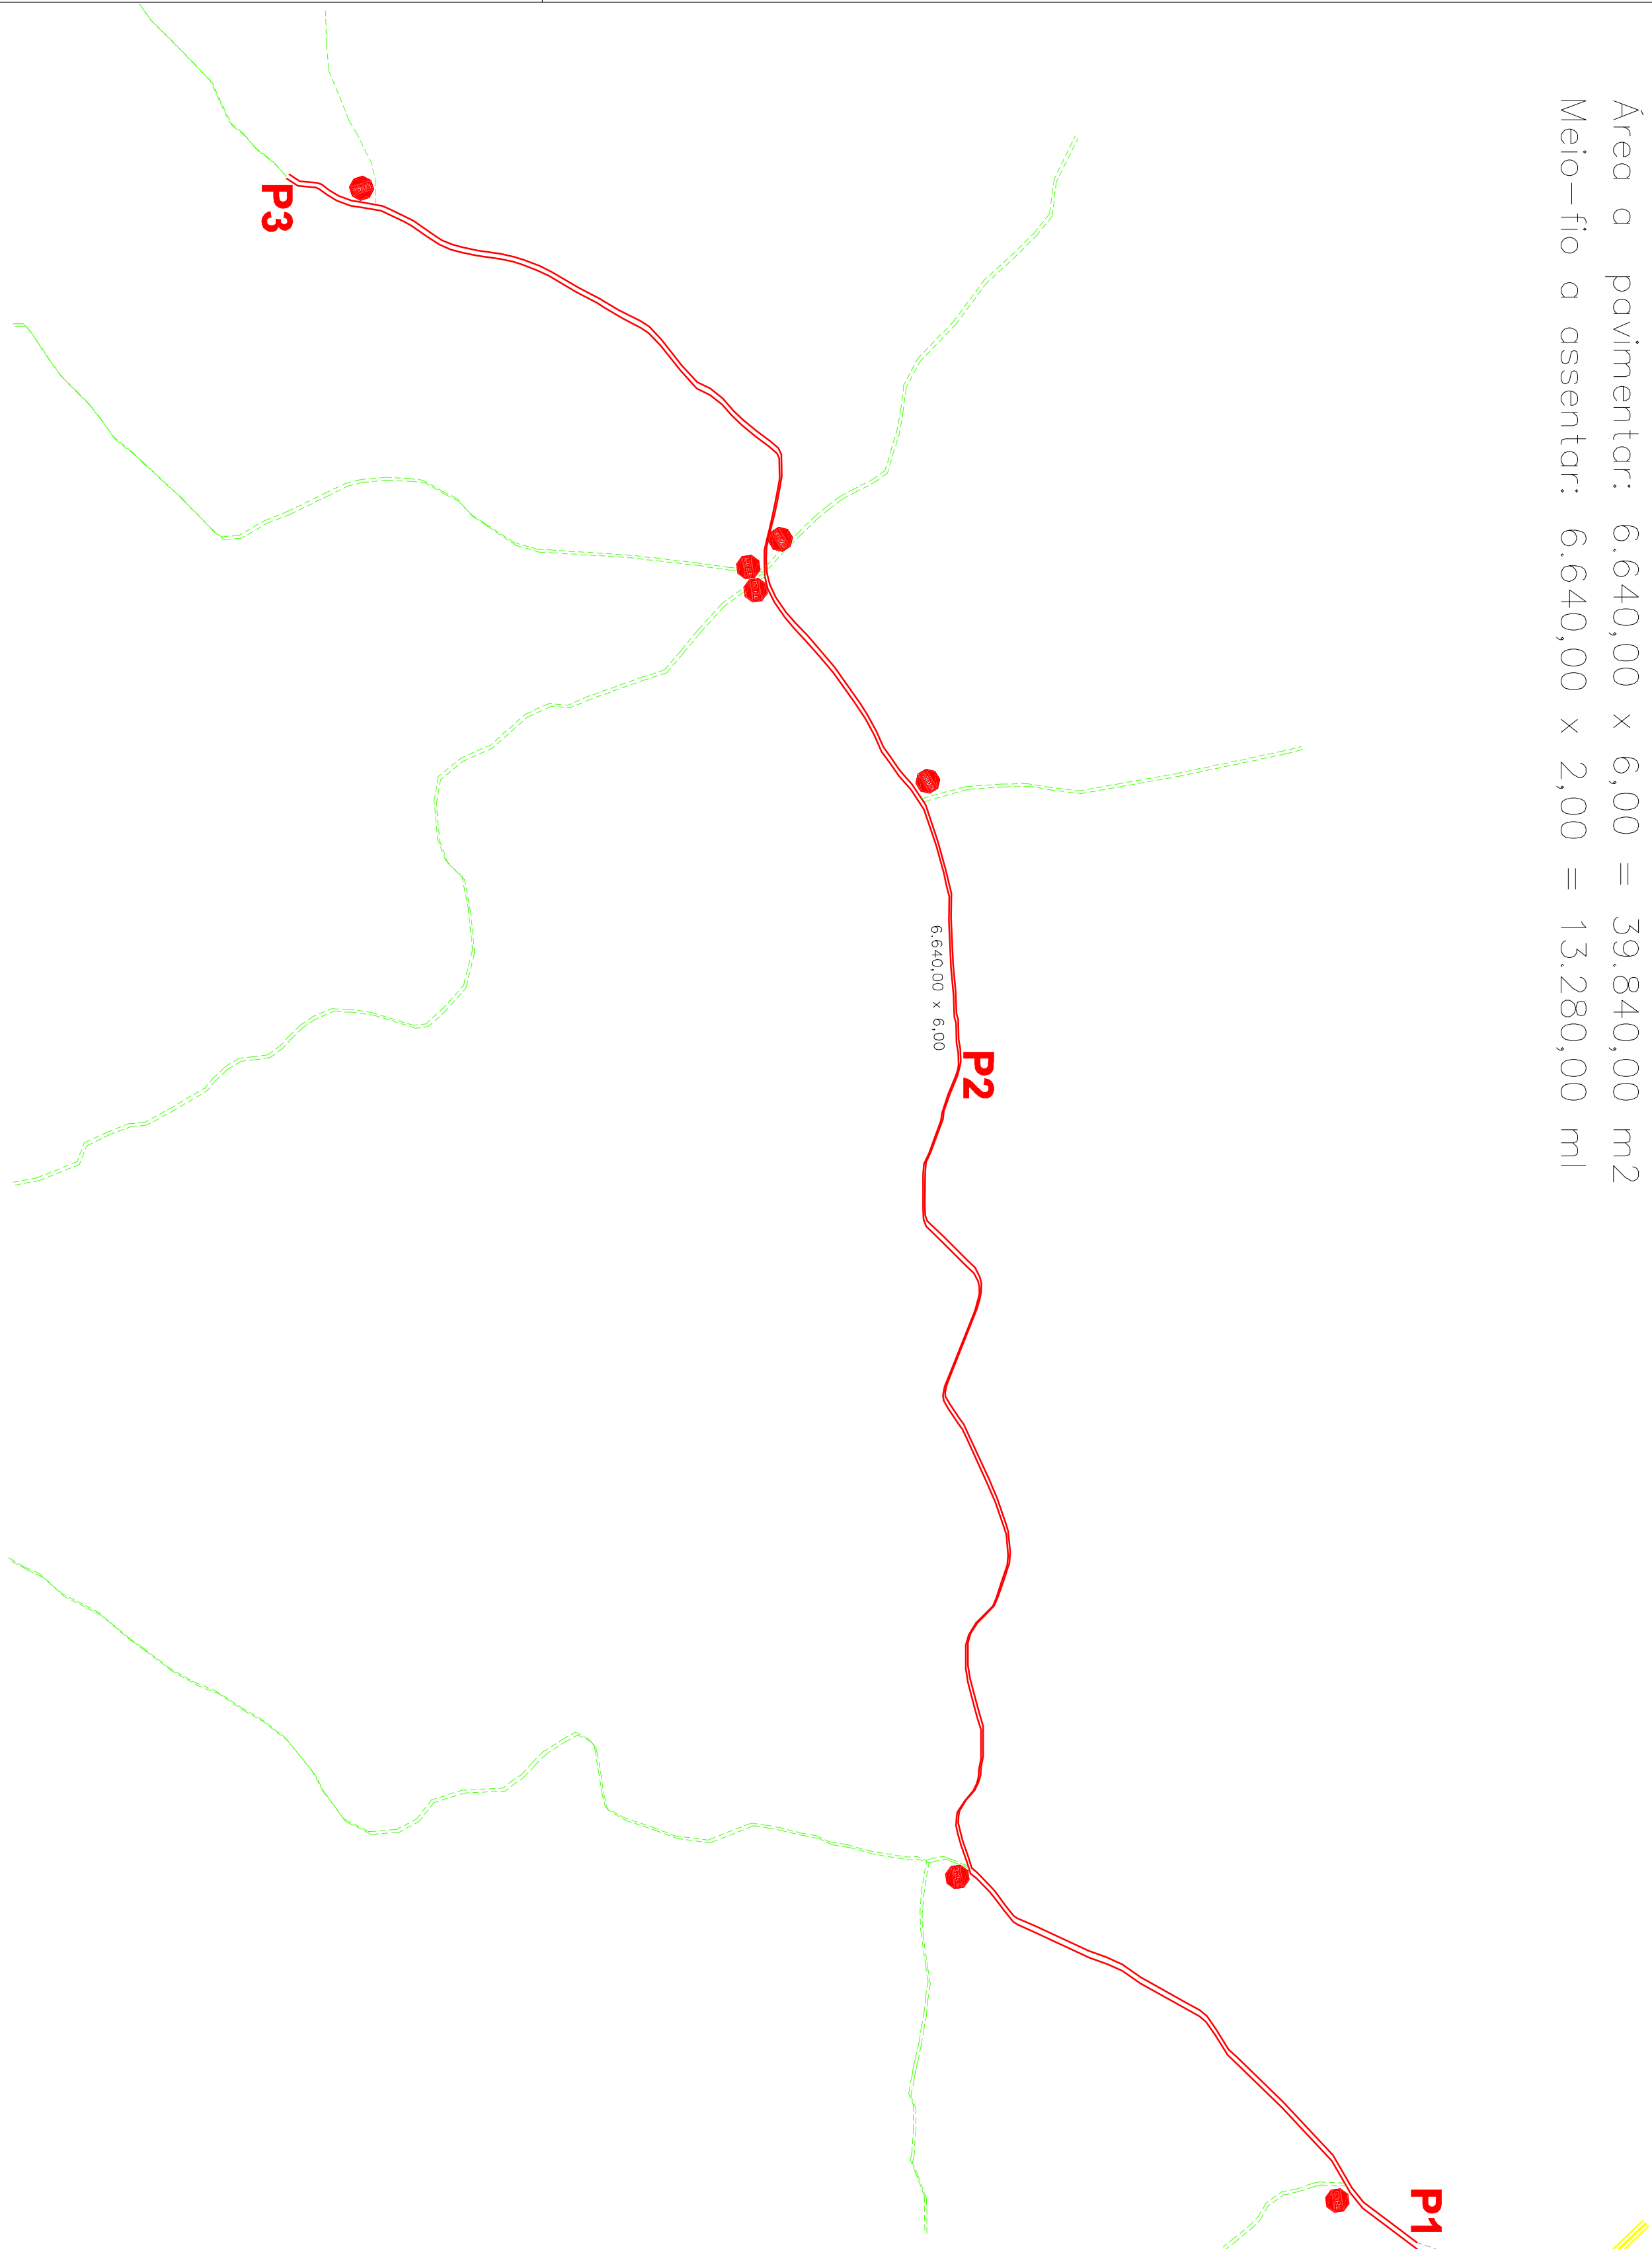 Área a pavimentar: 6.640,00 x 6,00 = 39.840,00 m2
Meio-fio a assentar: 6.640,00 x 2,00 = 13.280,00 ml
P1
P2
6.640,00 x 6,00
P3